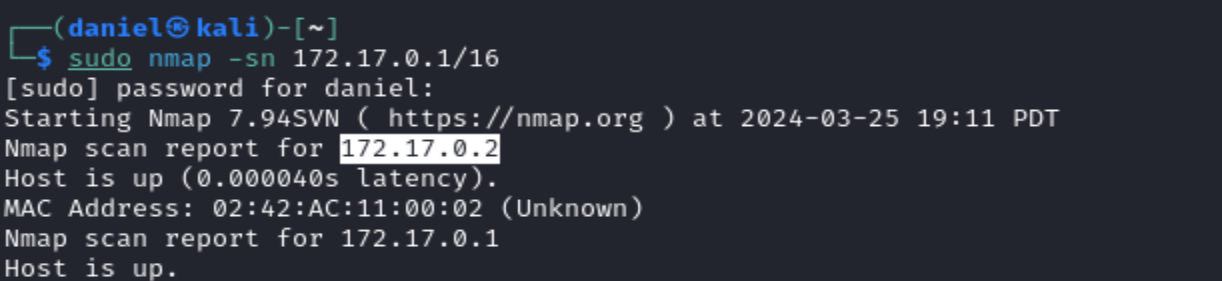 ┌──(daniel㉿kali)-[~]
└─$ sudo nmap -sn 172.17.0.1/16
[sudo] password for daniel:
Starting Nmap 7.94SVN ( https://nmap.org ) at 2024-03-25 19:11 PDT
Nmap scan report for 172.17.0.2
Host is up (0.000040s latency).
MAC Address: 02:42:AC:11:00:02 (Unknown)
Nmap scan report for 172.17.0.1
Host is up.